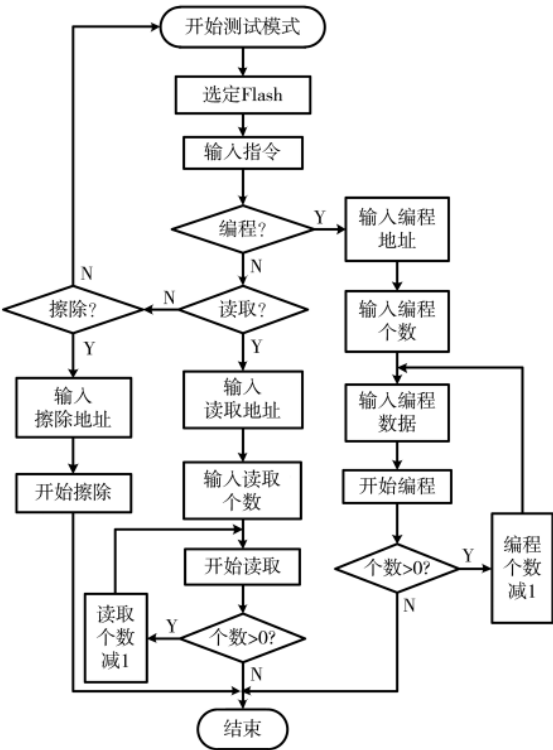 开始测试模式
选定Flash
输入指令
编程?
Y
输入编程
地址
N
N
擦除?
N
读取?
输入编程
个数
Y
Y
输入
擦除地址
输入
读取地址
输入编程
数据
开始擦除
输入读取
个数
开始编程
开始读取
个数>0?
Y
编程
个数
减1
N
读取
个数
减1
Y
个数>0?
N
结束